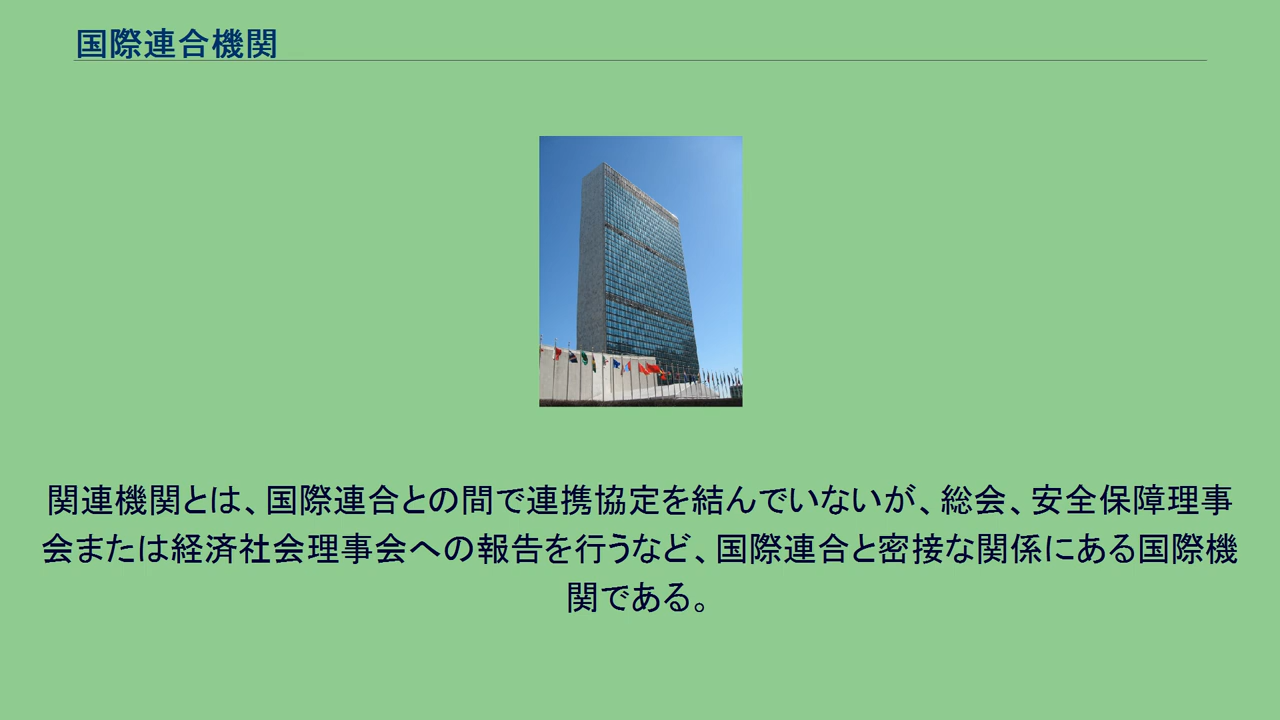 国際連合機関
関連機関とは、国際連合との間で連携協定を結んでいないが、総会、安全保障理事
会または経済社会理事会への報告を行うなど、国際連合と密接な関係にある国際機
関である。